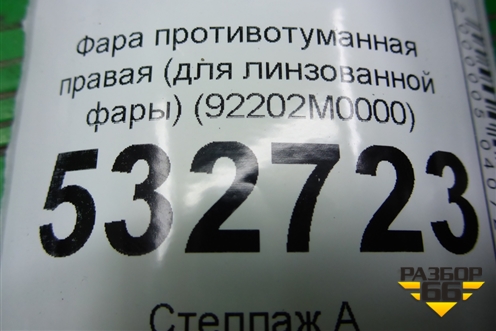 Фара противотуманная
правая (для линзованной
фары) (92202M0000)
532723
Стеллаж А
РАЗБОР
66